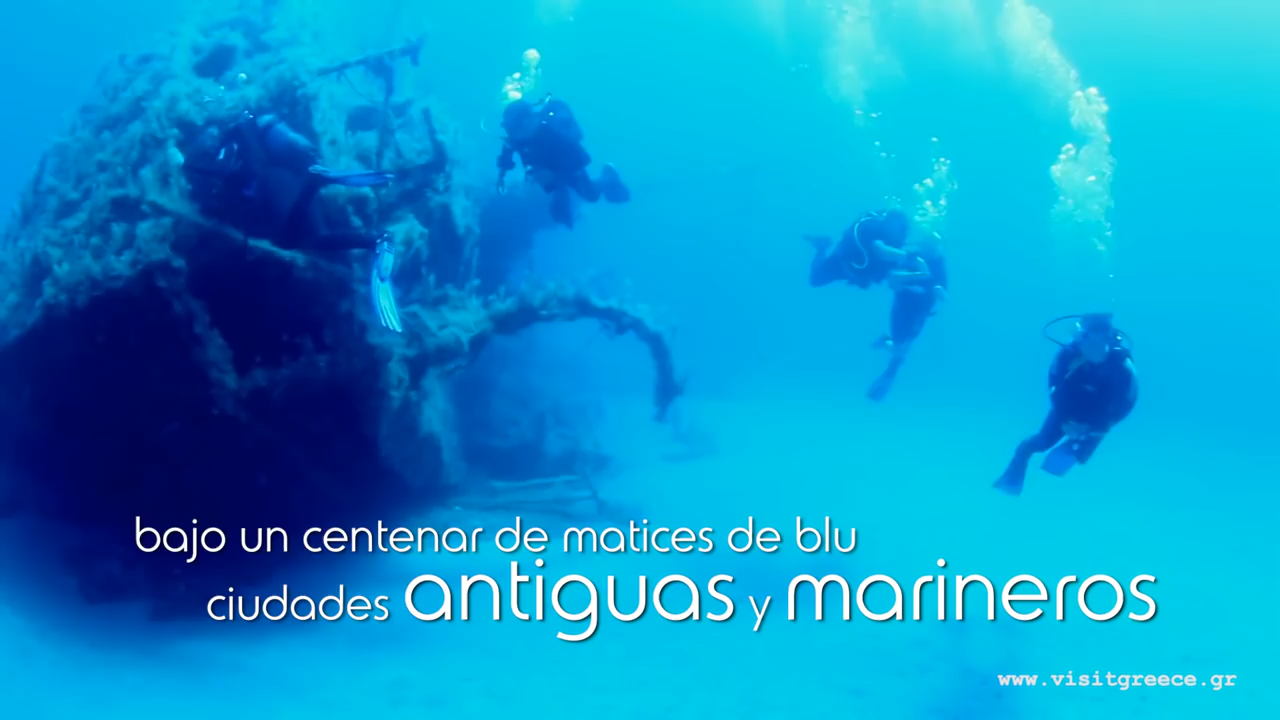 bajo un centenar de matices de blu
ciudades antiguas y marineros
www.visitgreece.gr